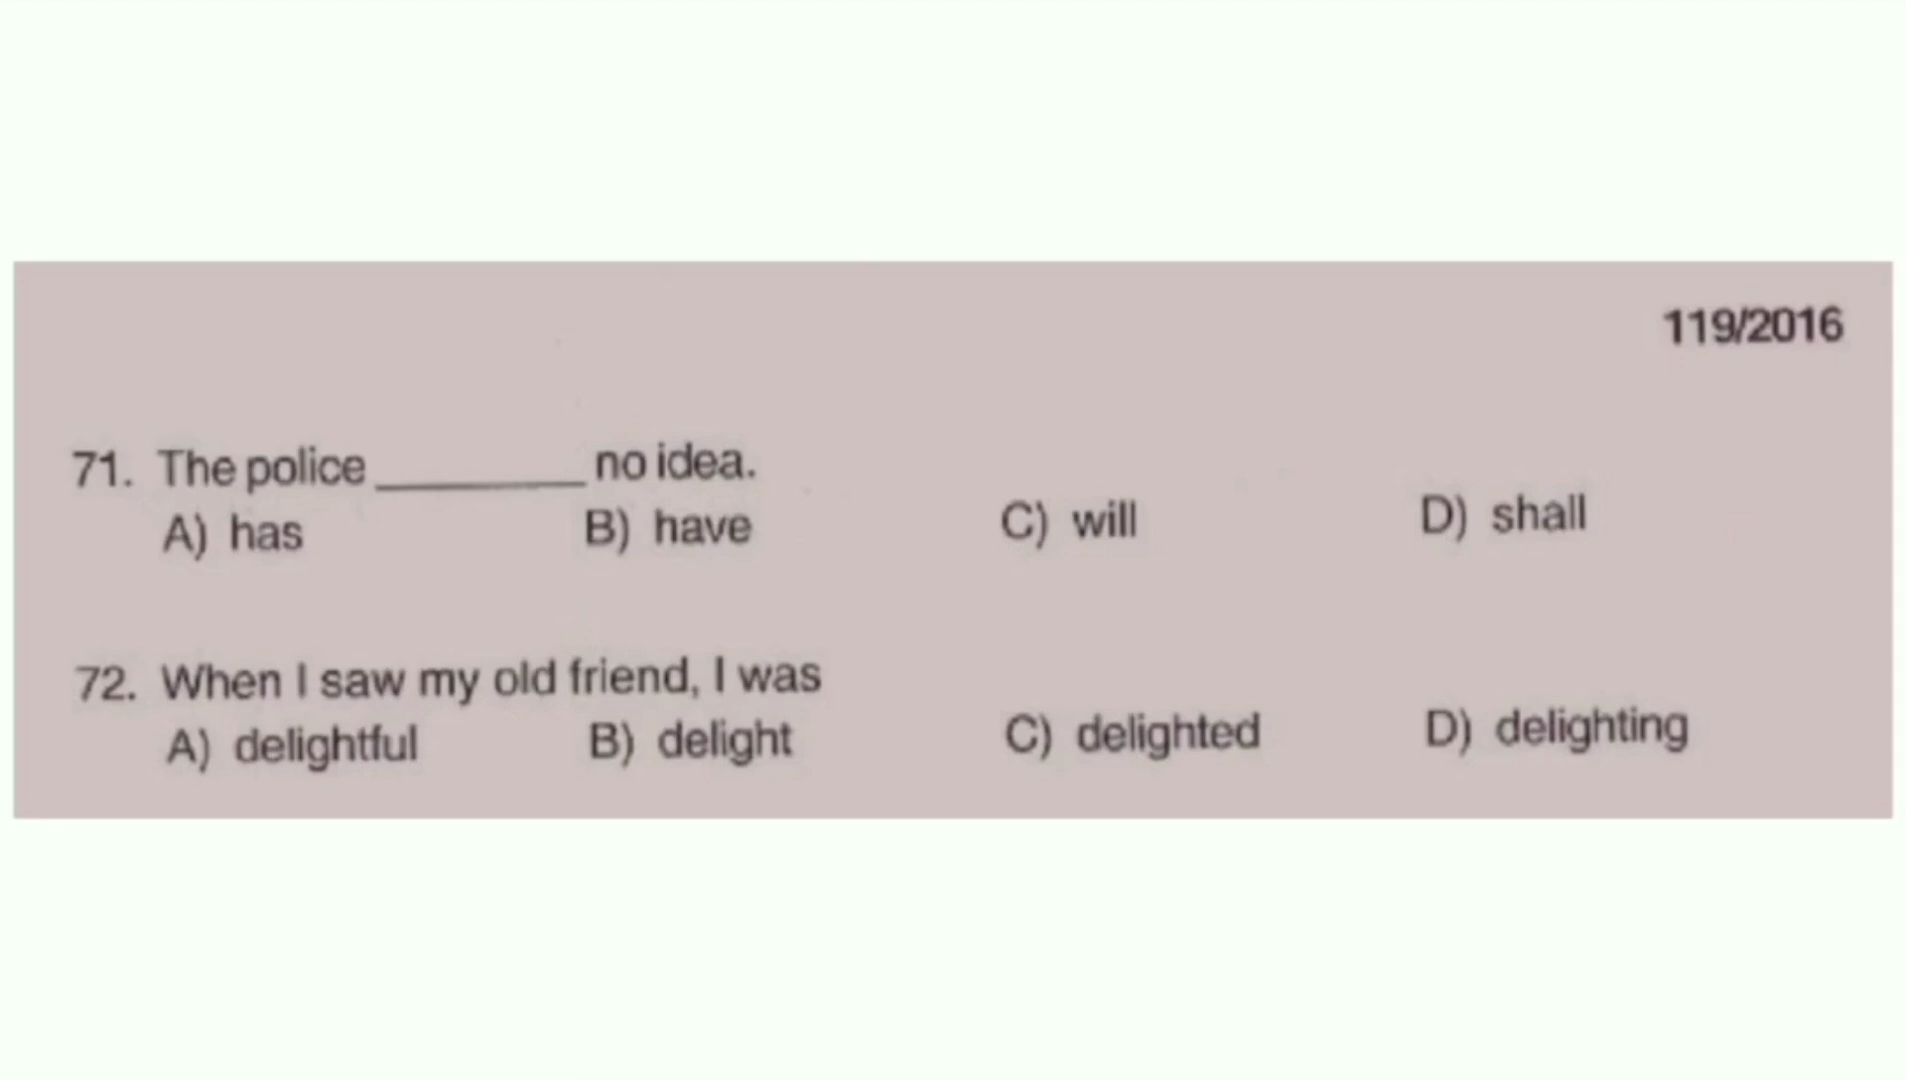 119/2016
71. The police ________ no idea.
A) has B) have C) will D) shall
72. When I saw my old friend, I was
A) delightful B) delight C) delighted D) delighting